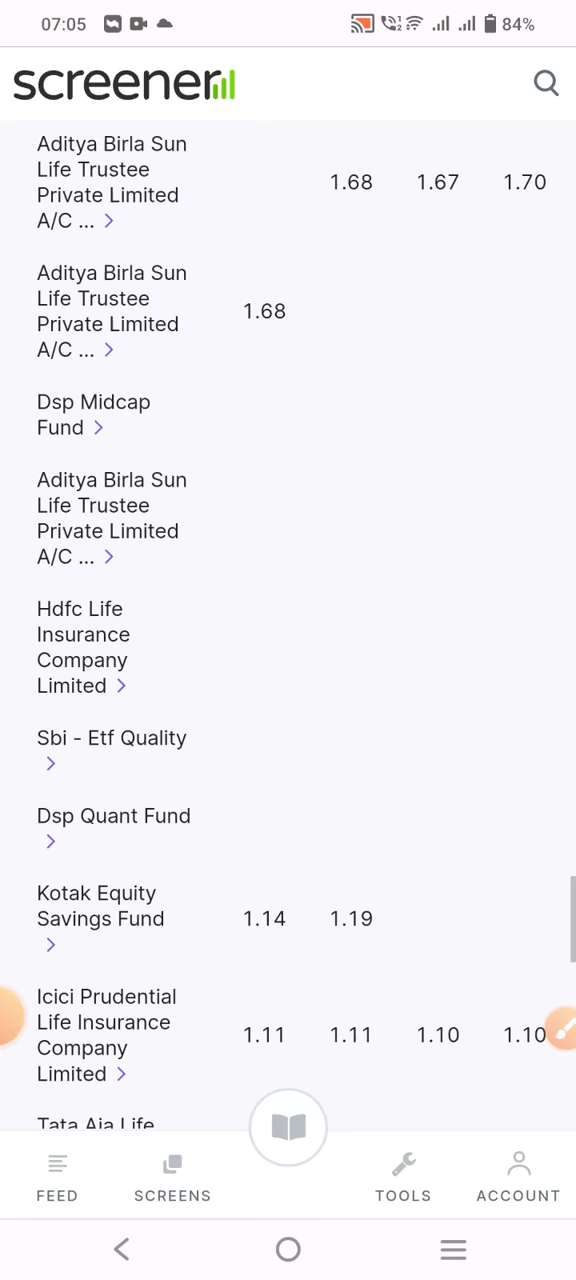 07:05
84%
screener
Aditya Birla Sun
Life Trustee
Private Limited
A/C ...
1.68 1.67 1.70
Aditya Birla Sun
Life Trustee
Private Limited
A/C ...
1.68
Dsp Midcap
Fund
Aditya Birla Sun
Life Trustee
Private Limited
A/C ...
Hdfc Life
Insurance
Company
Limited
Sbi - Etf Quality
Dsp Quant Fund
Kotak Equity
Savings Fund
1.14 1.19
Icici Prudential
Life Insurance
Company
Limited
1.11 1.11 1.10 1.10
Tata Aia Life
FEED SCREENS TOOLS ACCOUNT